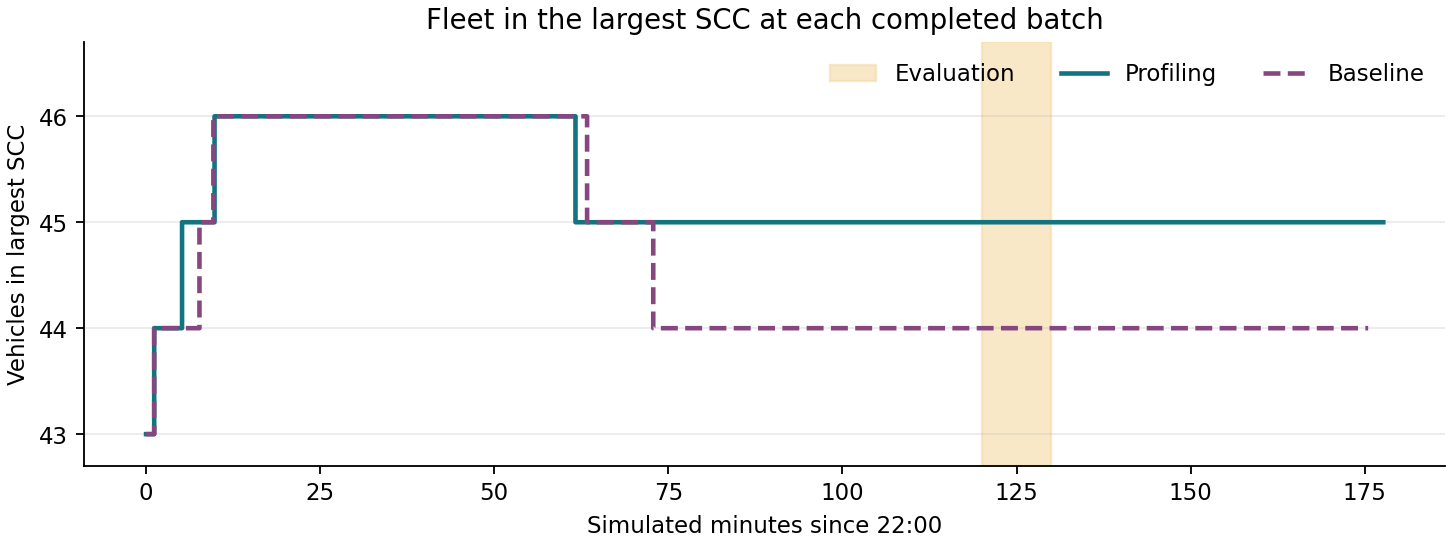 Fleet in the largest SCC at each completed batch
Evaluation
Profiling
Baseline
Vehicles in largest SCC
46
45
44
43
0
25
50
75
100
125
150
175
Simulated minutes since 22:00